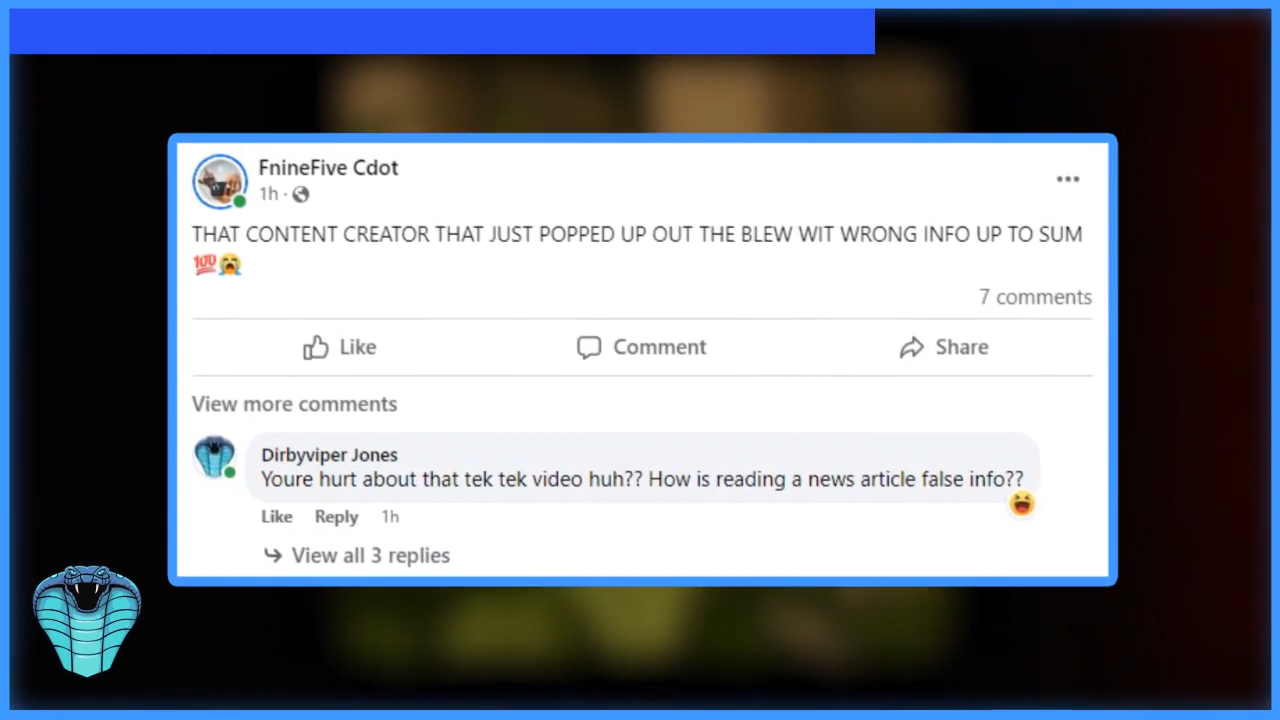 FnineFive Cdot
1h ·
THAT CONTENT CREATOR THAT JUST POPPED UP OUT THE BLEW WIT WRONG INFO UP TO SUM
💯😭
7 comments
Like Comment Share
View more comments
Dirbyviper Jones
Youre hurt about that tek tek video huh?? How is reading a news article false info??
Like Reply 1h
View all 3 replies